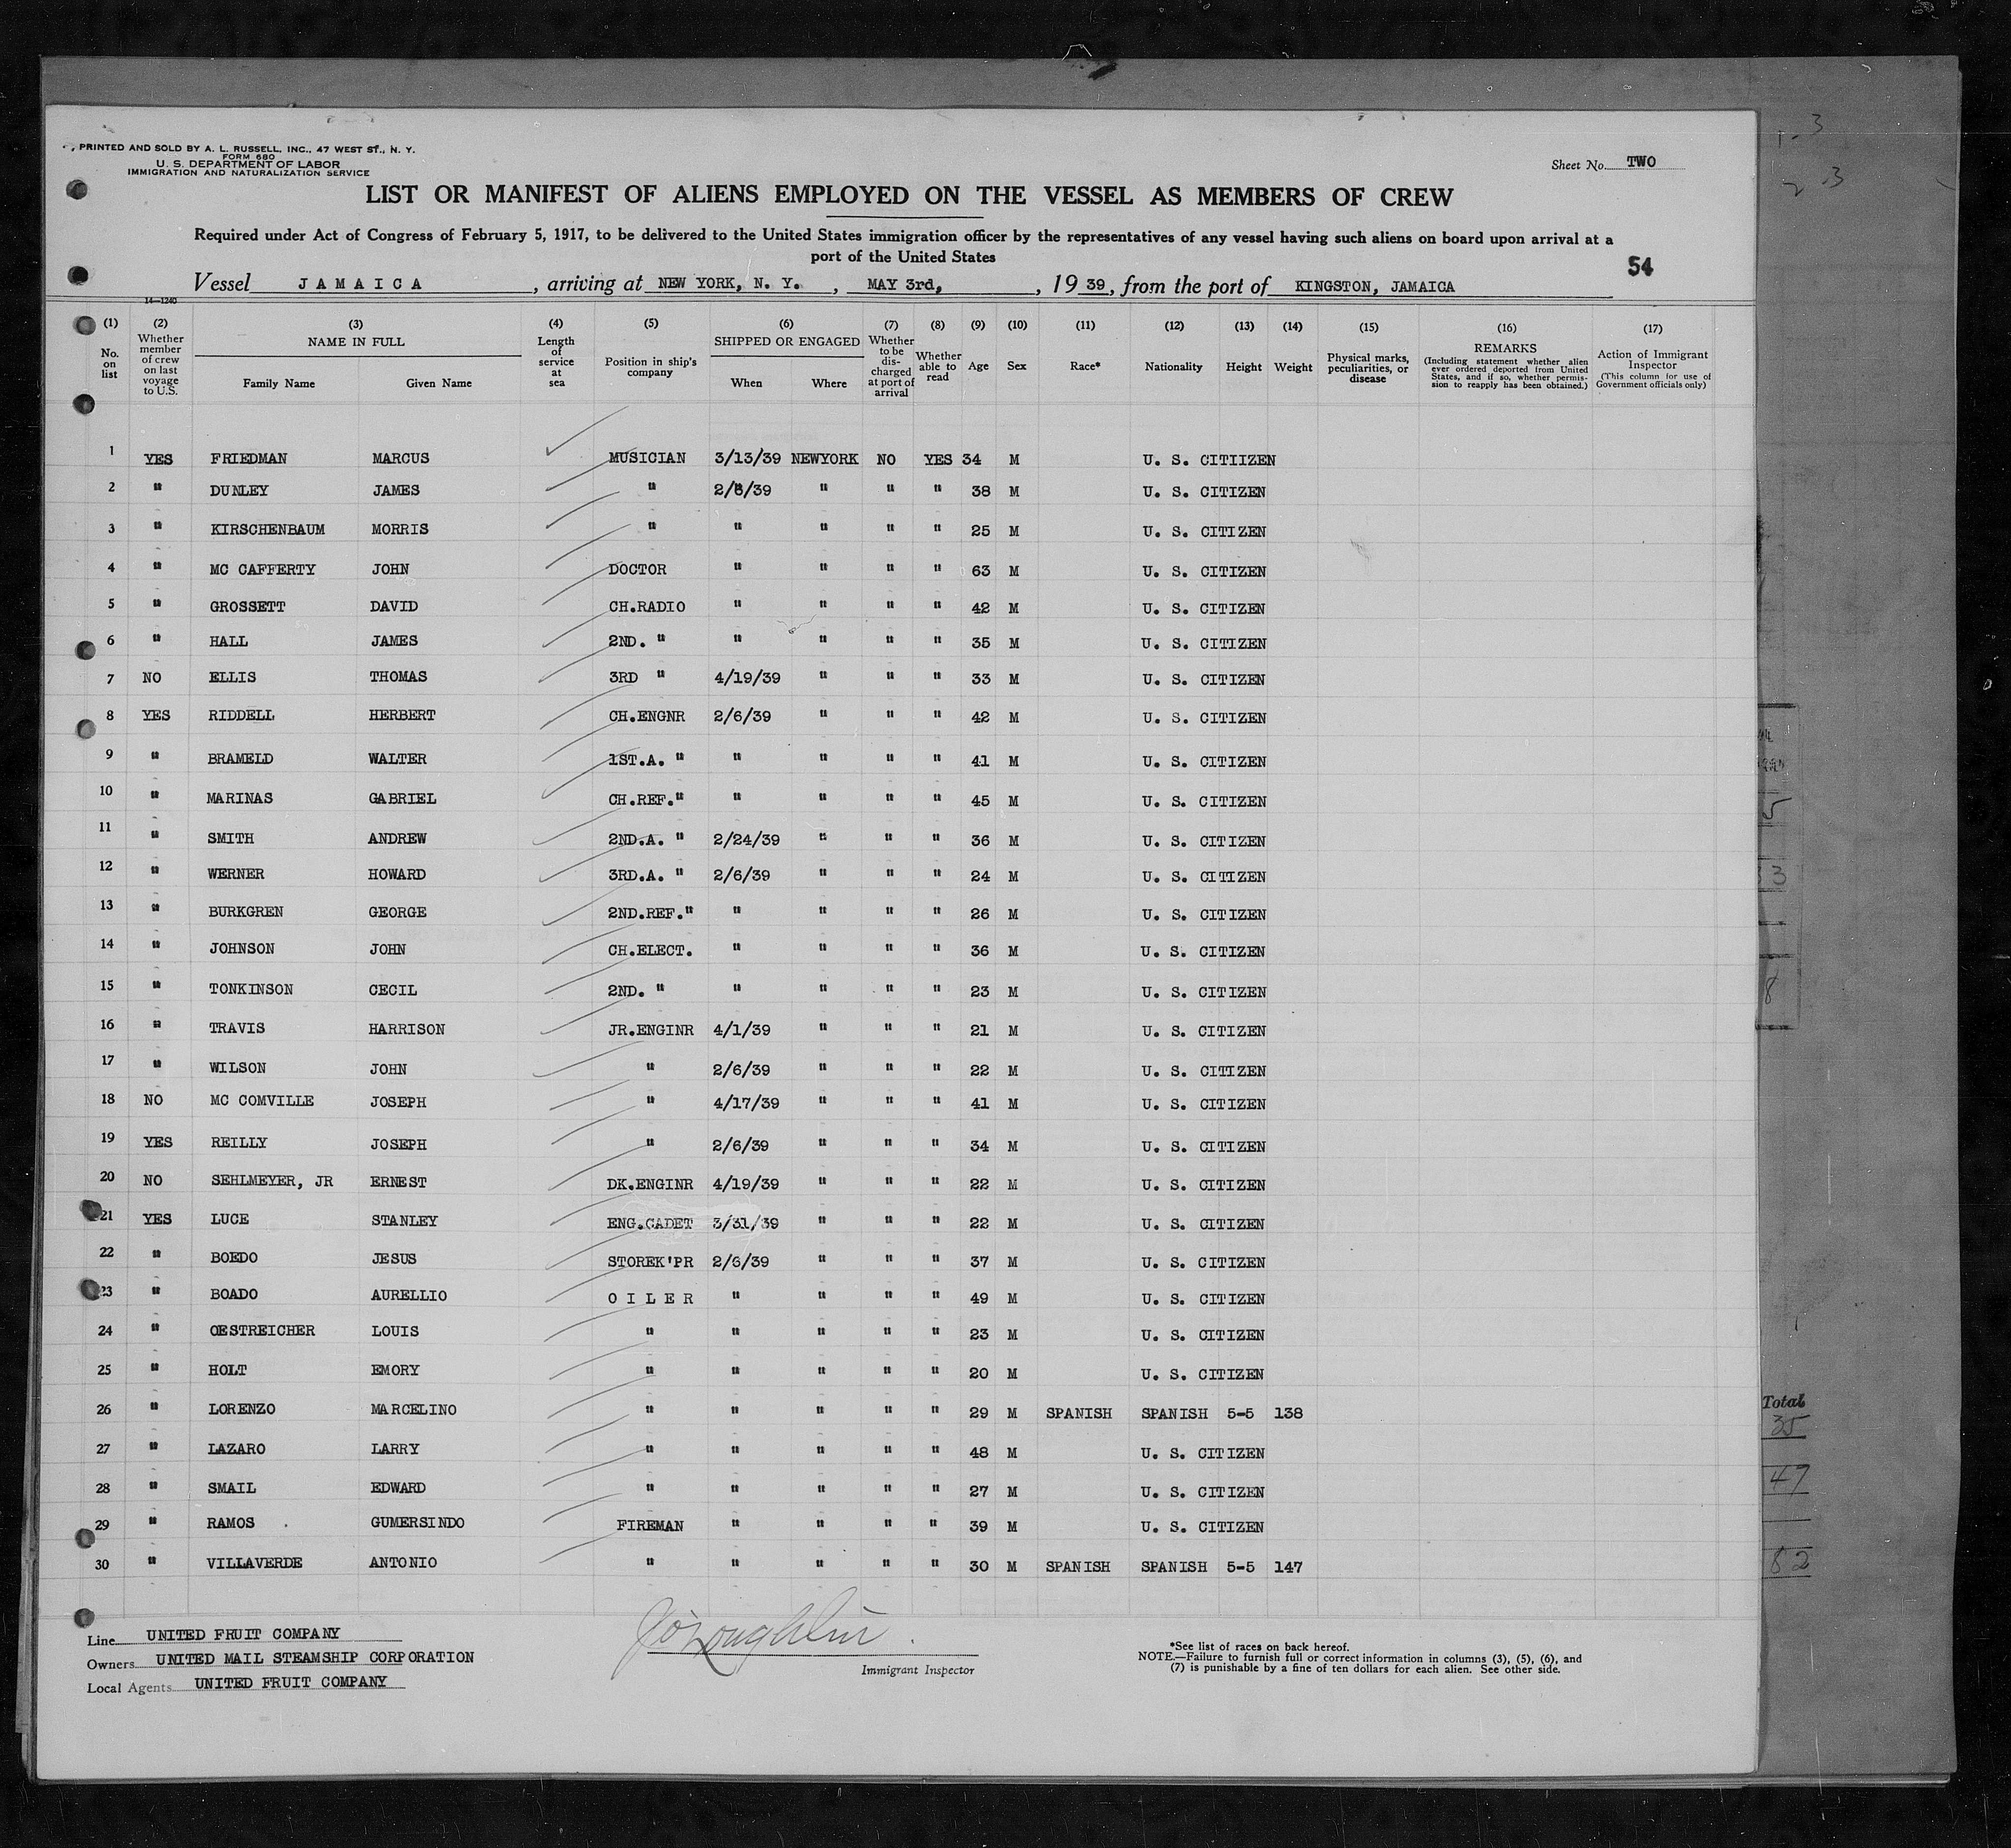 PRINTED AND SOLD BY A. L. RUSSELL, INC., 47 WEST ST., N. Y.
FORM 680
U. S. DEPARTMENT OF LABOR
IMMIGRATION AND NATURALIZATION SERVICE
Sheet No. TWO
LIST OR MANIFEST OF ALIENS EMPLOYED ON THE VESSEL AS MEMBERS OF CREW
Required under Act of Congress of February 5, 1917, to be delivered to the United States immigration officer by the representatives of any vessel having such aliens on board upon arrival at a
port of the United States
54
Vessel JAMAICA, arriving at NEW YORK, N. Y., MAY 3rd, , 19 39, from the port of KINGSTON, JAMAICA
14—1240
(1) No. on list
(2) Whether member of crew on last voyage to U.S.
(3) NAME IN FULL Family Name Given Name
(4) Length of service at sea
(5) Position in ship's company
(6) SHIPPED OR ENGAGED When Where
(7) Whether to be discharged at port of arrival
(8) Whether able to read
(9) Age
(10) Sex
(11) Race*
(12) Nationality
(13) Height
(14) Weight
(15) Physical marks, peculiarities, or disease
(16) REMARKS (Including statement whether alien ever ordered deported from United States, and if so, whether permission to reapply has been obtained.)
(17) Action of Immigrant Inspector (This column for use of Government officials only)
1 YES FRIEDMAN MARCUS MUSICIAN 3/13/39 NEWYORK NO YES 34 M U. S. CITIIZEN
2 " DUNLEY JAMES " 2/6/39 " " " 38 M U. S. CITIZEN
3 " KIRSCHENBAUM MORRIS " " " " " 25 M U. S. CITIZEN
4 " MC CAFFERTY JOHN DOCTOR " " " " 63 M U. S. CITIZEN
5 " GROSSETT DAVID CH.RADIO " " " " 42 M U. S. CITIZEN
6 " HALL JAMES 2ND. " " " " " 35 M U. S. CITIZEN
7 NO ELLIS THOMAS 3RD " 4/19/39 " " " 33 M U. S. CITIZEN
8 YES RIDDELL HERBERT CH.ENGNR 2/6/39 " " " 42 M U. S. CITIZEN
9 " BRAMELD WALTER 1ST.A. " " " " " 41 M U. S. CITIZEN
10 " MARINAS GABRIEL CH.REF." " " " " 45 M U. S. CITIZEN
11 " SMITH ANDREW 2ND.A. " 2/24/39 " " " 36 M U. S. CITIZEN
12 " WERNER HOWARD 3RD.A. " 2/6/39 " " " 24 M U. S. CITIZEN
13 " BURKGREN GEORGE 2ND.REF." " " " " 26 M U. S. CITIZEN
14 " JOHNSON JOHN CH.ELECT. " " " " 36 M U. S. CITIZEN
15 " TONKINSON CECIL 2ND. " " " " " 23 M U. S. CITIZEN
16 " TRAVIS HARRISON JR.ENGINR 4/1/39 " " " 21 M U. S. CITIZEN
17 " WILSON JOHN " 2/6/39 " " " 22 M U. S. CITIZEN
18 NO MC COMVILLE JOSEPH " 4/17/39 " " " 41 M U. S. CITIZEN
19 YES REILLY JOSEPH " 2/6/39 " " " 34 M U. S. CITIZEN
20 NO SEHLMEYER, JR ERNEST DK.ENGINR 4/19/39 " " " 22 M U. S. CITIZEN
21 YES LUCE STANLEY ENG.CADET 3/31/39 " " " 22 M U. S. CITIZEN
22 " BOEDO JESUS STOREK'PR 2/6/39 " " " 37 M U. S. CITIZEN
23 " BOADO AURELLIO OILER " " " " 49 M U. S. CITIZEN
24 " OESTREICHER LOUIS " " " " " 23 M U. S. CITIZEN
25 " HOLT EMORY " " " " " 20 M U. S. CITIZEN
26 " LORENZO MARCELINO " " " " " 29 M SPANISH SPANISH 5-5 138
27 " LAZARO LARRY " " " " " 48 M U. S. CITIZEN
28 " SMAIL EDWARD " " " " " 27 M U. S. CITIZEN
29 " RAMOS GUMERSINDO FIREMAN " " " " 39 M U. S. CITIZEN
30 " VILLAVERDE ANTONIO " " " " " 30 M SPANISH SPANISH 5-5 147
Line UNITED FRUIT COMPANY
Owners UNITED MAIL STEAMSHIP CORPORATION
Local Agents UNITED FRUIT COMPANY
J O'Loughlin
Immigrant Inspector
*See list of races on back hereof.
NOTE.—Failure to furnish full or correct information in columns (3), (5), (6), and
(7) is punishable by a fine of ten dollars for each alien. See other side.
Total
35
47
82